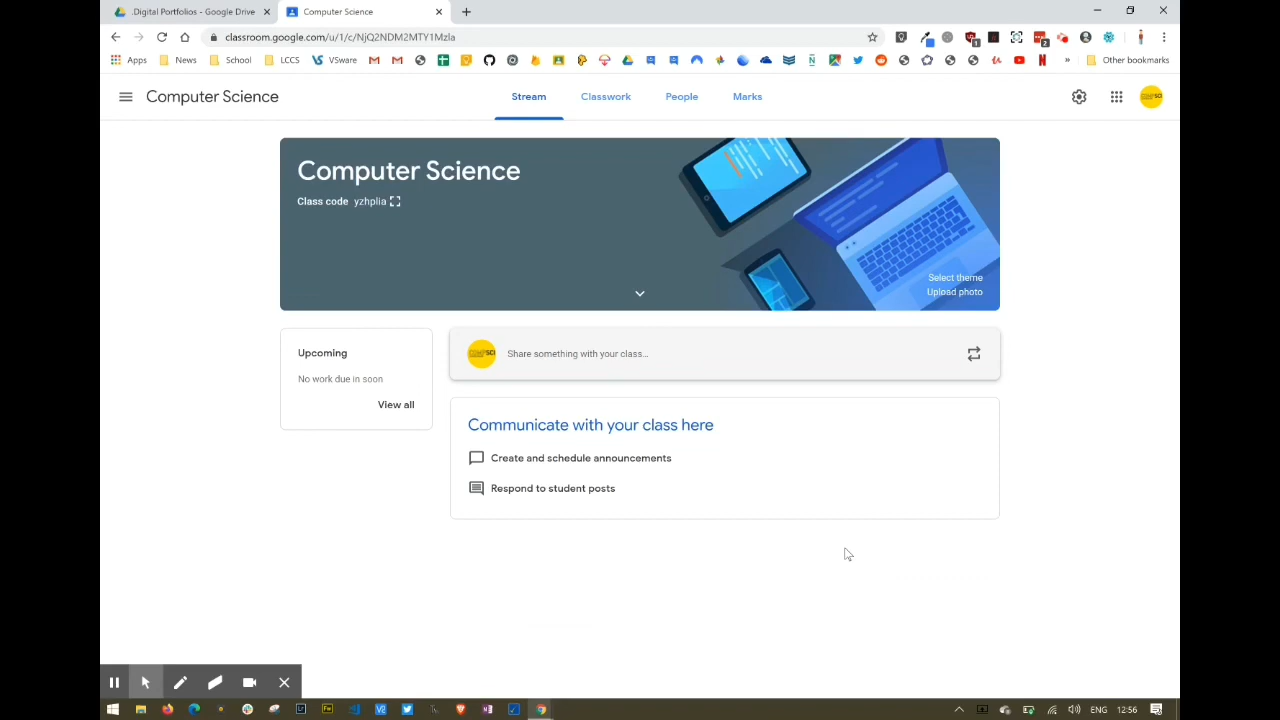 .Digital Portfolios - Google Drive
Computer Science
classroom.google.com/u/1/c/NjQ2NDM2MTY1Mzla
Apps News School LCCS VSware Other bookmarks
Computer Science
Stream Classwork People Marks
Computer Science
Class code yzhplia
Select theme
Upload photo
Upcoming
No work due in soon
View all
Share something with your class...
Communicate with your class here
Create and schedule announcements
Respond to student posts
ENG 12:56